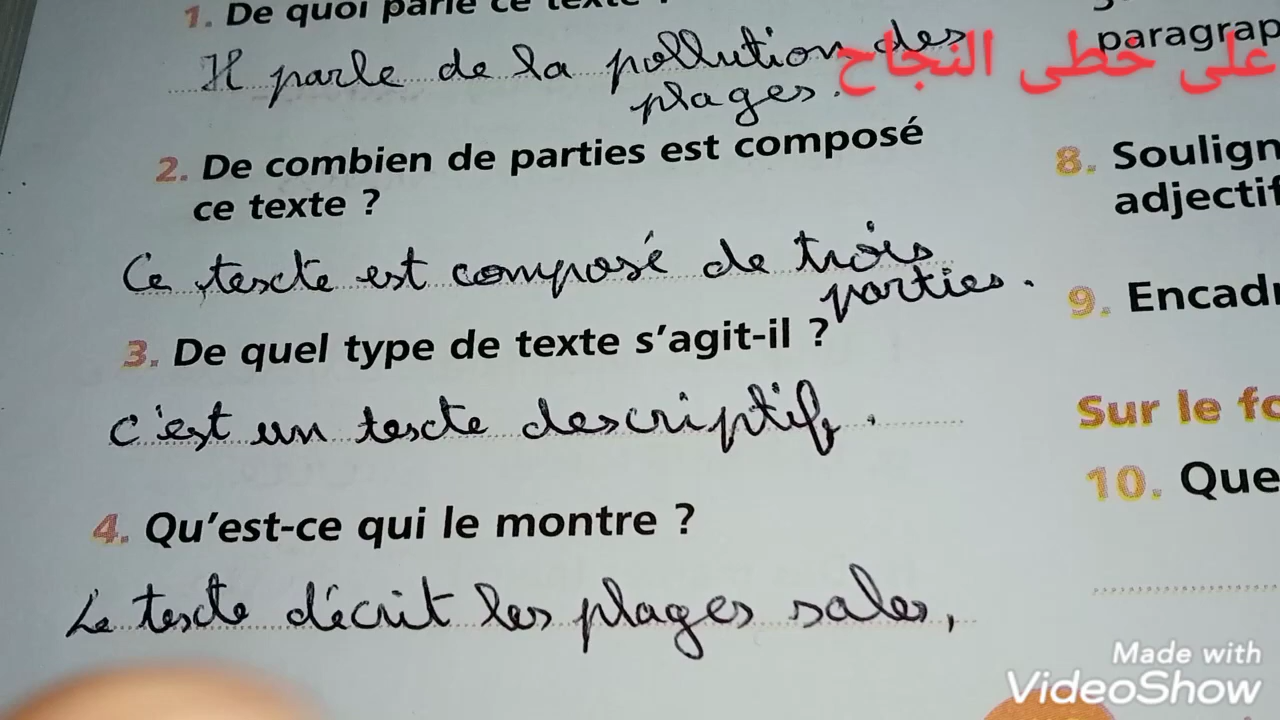 1. De quoi parle ce texte ?
Il parle de la pollution des
plages.
2. De combien de parties est composé
ce texte ?
Ce texte est composé de trois
parties.
3. De quel type de texte s'agit-il ?
c'est un texte descriptif.
4. Qu'est-ce qui le montre ?
Le texte décrit les plages sales,
paragrap
على خطى النجاح
8. Soulign
adjectif
9. Encadr
Sur le fo
10. Que
Made with
VideoShow